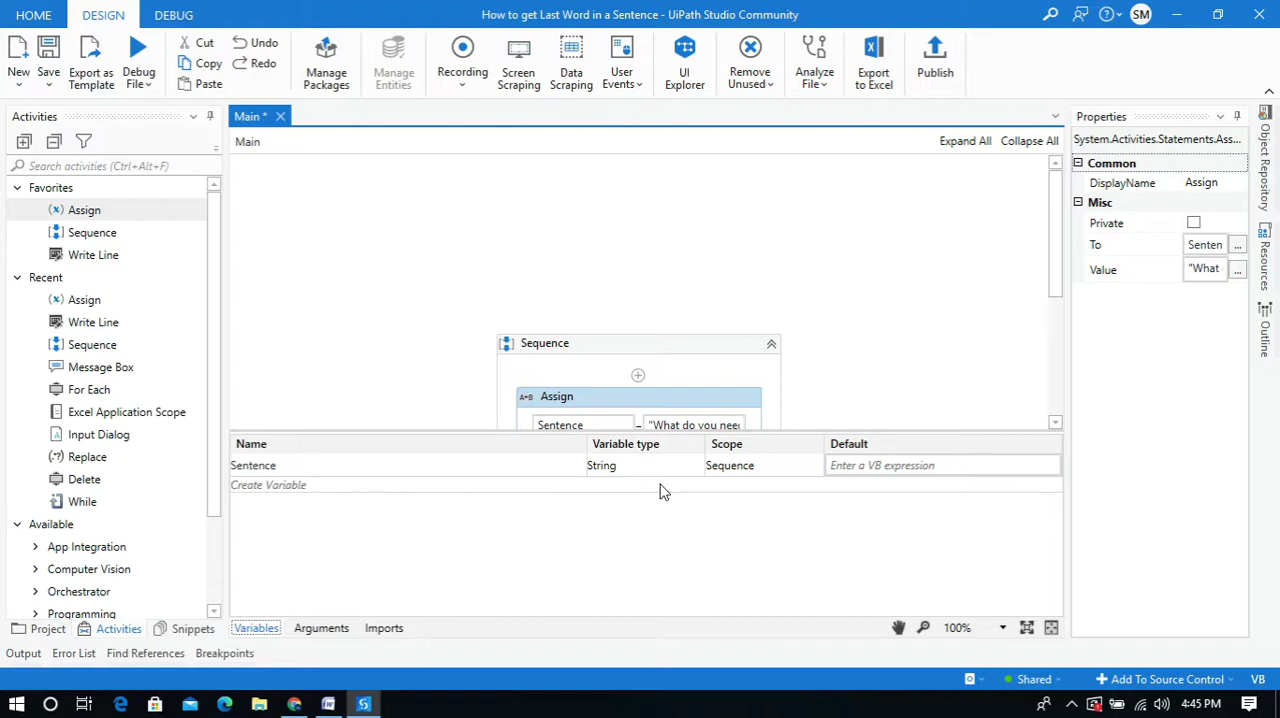 HOME DESIGN DEBUG How to get Last Word in a Sentence - UiPath Studio Community SM
New
Save
Export as
Template
Debug
File
Cut
Copy
Paste
Undo
Redo
Manage
Packages
Manage
Entities
Recording
Screen
Scraping
Data
Scraping
User
Events
UI
Explorer
Remove
Unused
Analyze
File
Export
to Excel
Publish
Activities
Search activities (Ctrl+Alt+F)
Favorites
Assign
Sequence
Write Line
Recent
Assign
Write Line
Sequence
Message Box
For Each
Excel Application Scope
Input Dialog
Replace
Delete
While
Available
App Integration
Computer Vision
Orchestrator
Programming
Project Activities Snippets
Main *
Main Expand All Collapse All
Sequence
A+B Assign
Sentence = "What do you nee
Name Variable type Scope Default
Sentence String Sequence Enter a VB expression
Create Variable
Variables Arguments Imports 100%
Properties
System.Activities.Statements.Ass...
Common
DisplayName Assign
Misc
Private
To Senten ...
Value "What ...
Object Repository
Resources
Outline
Output Error List Find References Breakpoints
Shared Add To Source Control VB
4:45 PM